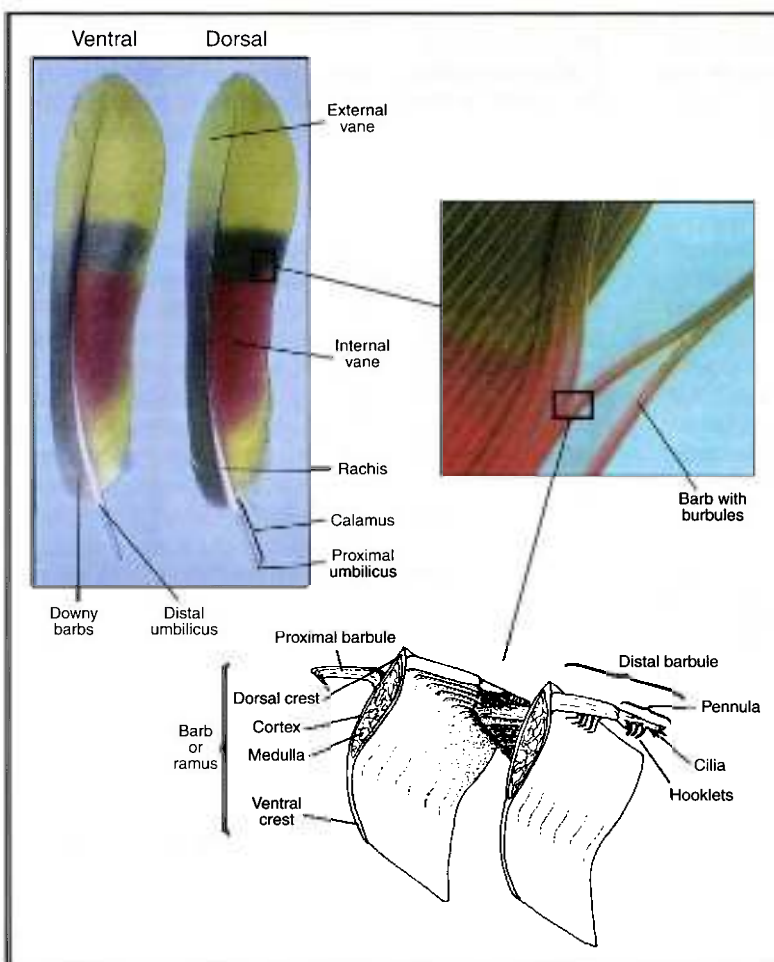 Ventral
Dorsal
External
vane
Internal
vane
Rachis
Calamus
Proximal
umbilicus
Downy
barbs
Distal
umbilicus
Barb with
burbules
Proximal barbule
Dorsal crest
Cortex
Medulla
Barb
or
ramus
Ventral
crest
Distal barbule
Pennula
Cilia
Hooklets